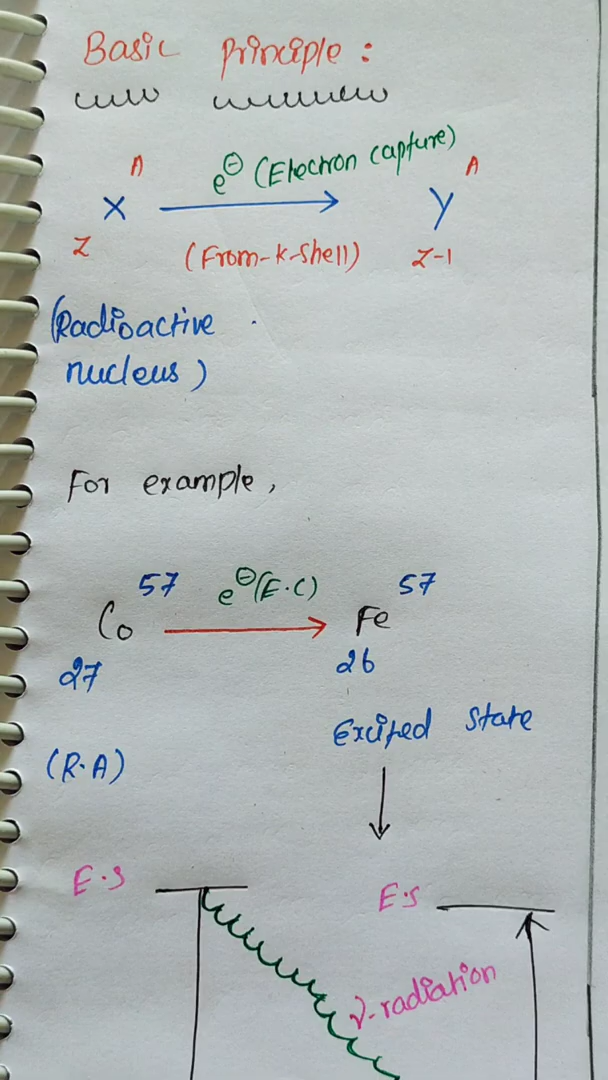 Basic Principle :
X A Z e⊖ (Electron capture) Y A Z-1
(From-K-Shell)
(Radioactive
nucleus)
For example,
Co 57 27 e⊖(E.C) Fe 57 26
Excited State
(R.A)
E.S
E.S
γ-radiation